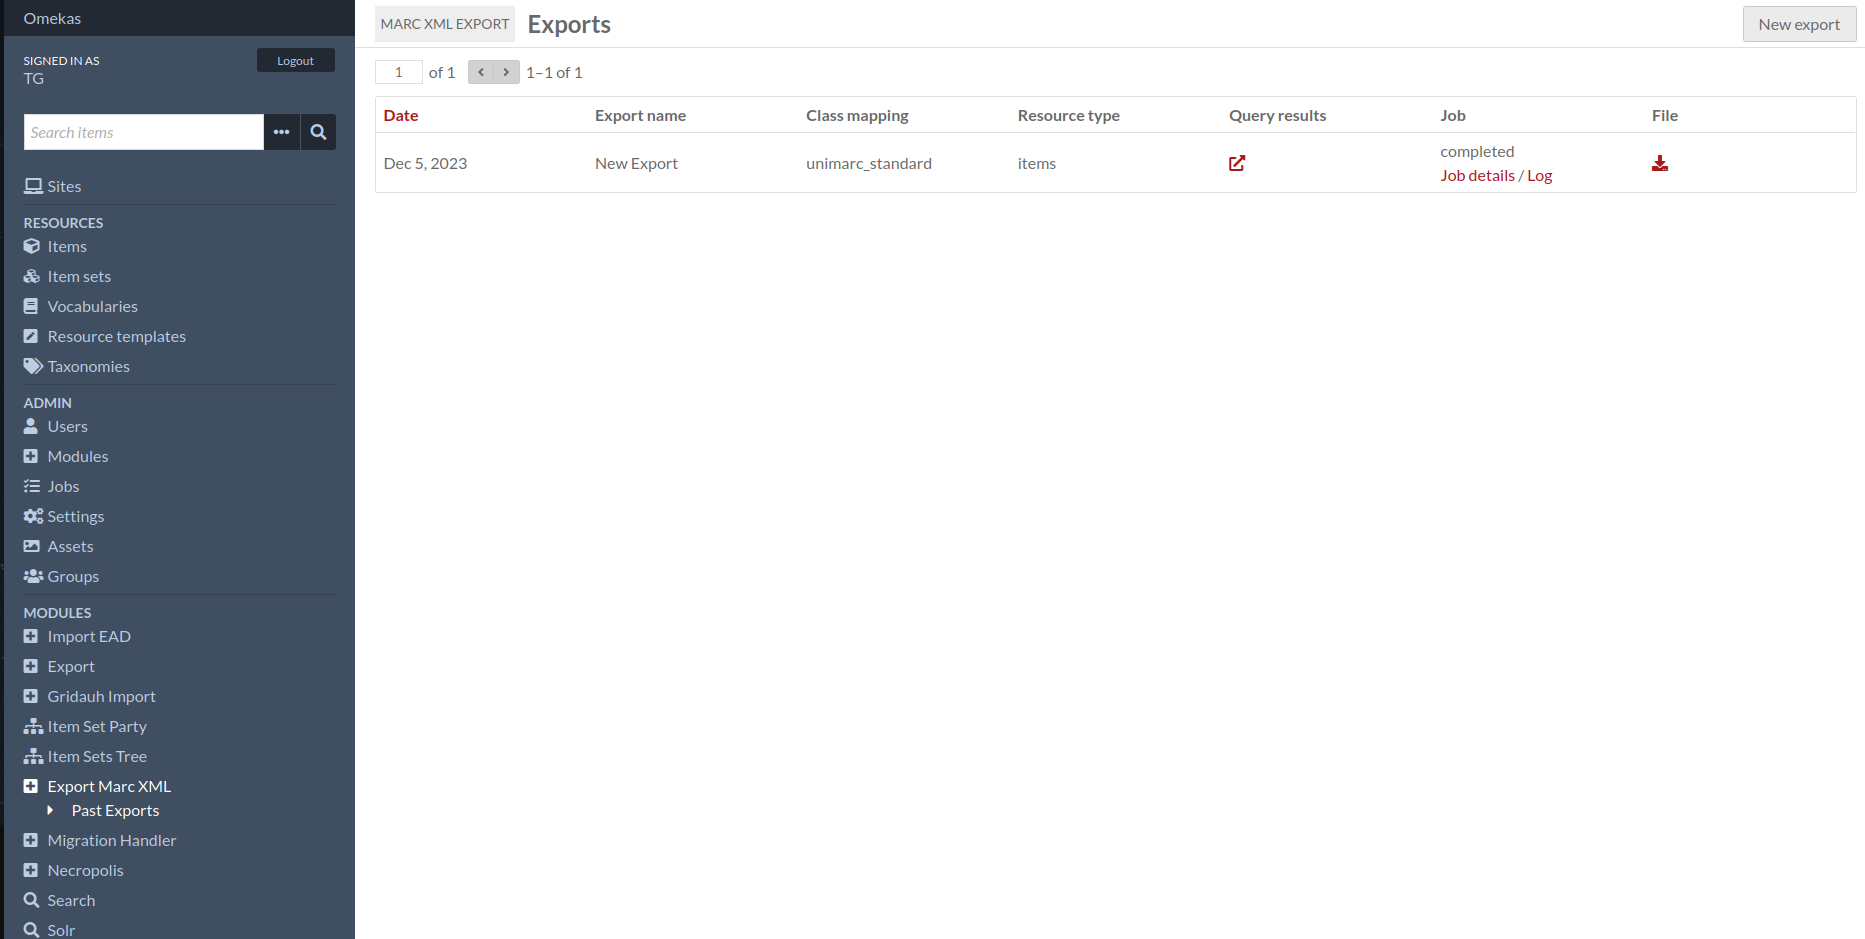 Omekas
SIGNED IN AS
TG
Logout
Search items
Sites
RESOURCES
Items
Item sets
Vocabularies
Resource templates
Taxonomies
ADMIN
Users
Modules
Jobs
Settings
Assets
Groups
MODULES
Import EAD
Export
Gridauh Import
Item Set Party
Item Sets Tree
Export Marc XML
Past Exports
Migration Handler
Necropolis
Search
Solr
MARC XML EXPORT Exports
New export
1 of 1 1–1 of 1
Date Export name Class mapping Resource type Query results Job File
Dec 5, 2023 New Export unimarc_standard items completed
Job details / Log